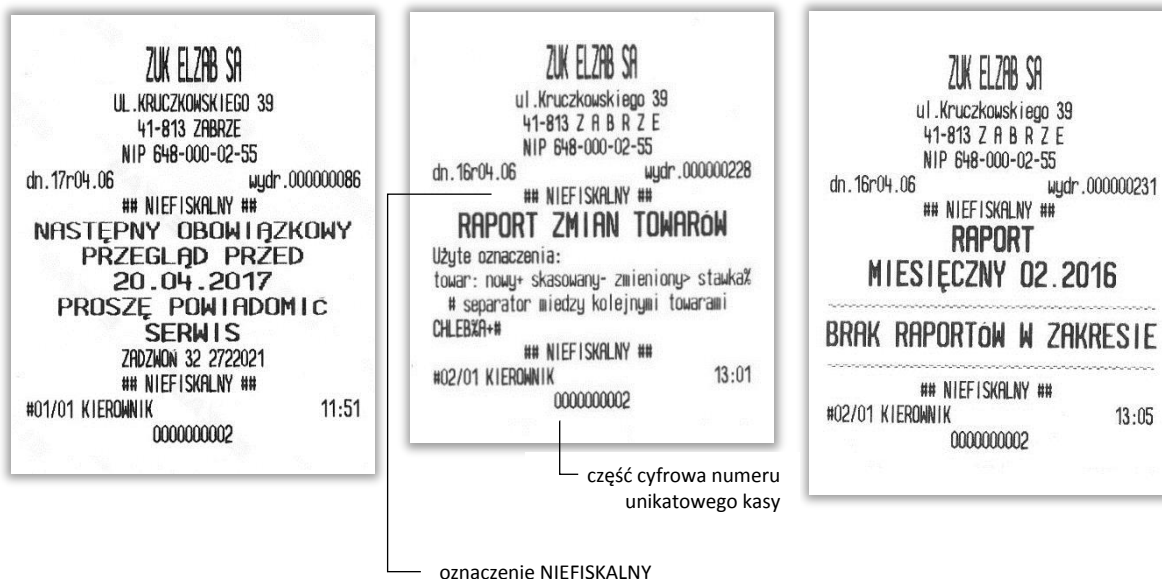 ZUK ELZAB SA
UL.KRUCZKOWSKIEGO 39
41-813 ZABRZE
NIP 648-000-02-55
dn.17r04.06 wydr.000000086
## NIEFISKALNY ##
NASTĘPNY OBOWIĄZKOWY
PRZEGLĄD PRZED
20.04.2017
PROSZĘ POWIADOMIĆ
SERWIS
ZADZWOŃ 32 2722021
## NIEFISKALNY ##
#01/01 KIEROWNIK 11:51
0000000002
ZUK ELZAB SA
ul.Kruczkowskiego 39
41-813 Z A B R Z E
NIP 648-000-02-55
dn.16r04.06 wydr.000000228
## NIEFISKALNY ##
RAPORT ZMIAN TOWARÓW
Użyte oznaczenia:
towar: nowy+ skasowany- zmieniony> stawka%
# separator miedzy kolejnymi towarami
CHLEB%A+#
## NIEFISKALNY ##
#02/01 KIEROWNIK 13:01
0000000002
ZUK ELZAB SA
ul.Kruczkowskiego 39
41-813 Z A B R Z E
NIP 648-000-02-55
dn.16r04.06 wydr.000000231
## NIEFISKALNY ##
RAPORT
MIESIĘCZNY 02.2016
BRAK RAPORTÓW W ZAKRESIE
## NIEFISKALNY ##
#02/01 KIEROWNIK 13:05
0000000002
część cyfrowa numeru
unikatowego kasy
oznaczenie NIEFISKALNY